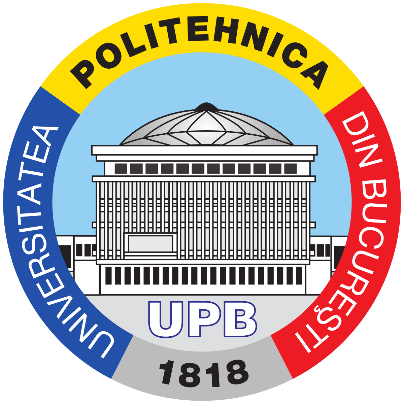 UNIVERSITATEA
POLITEHNICA
DIN BUCUREȘTI
UPB
1818